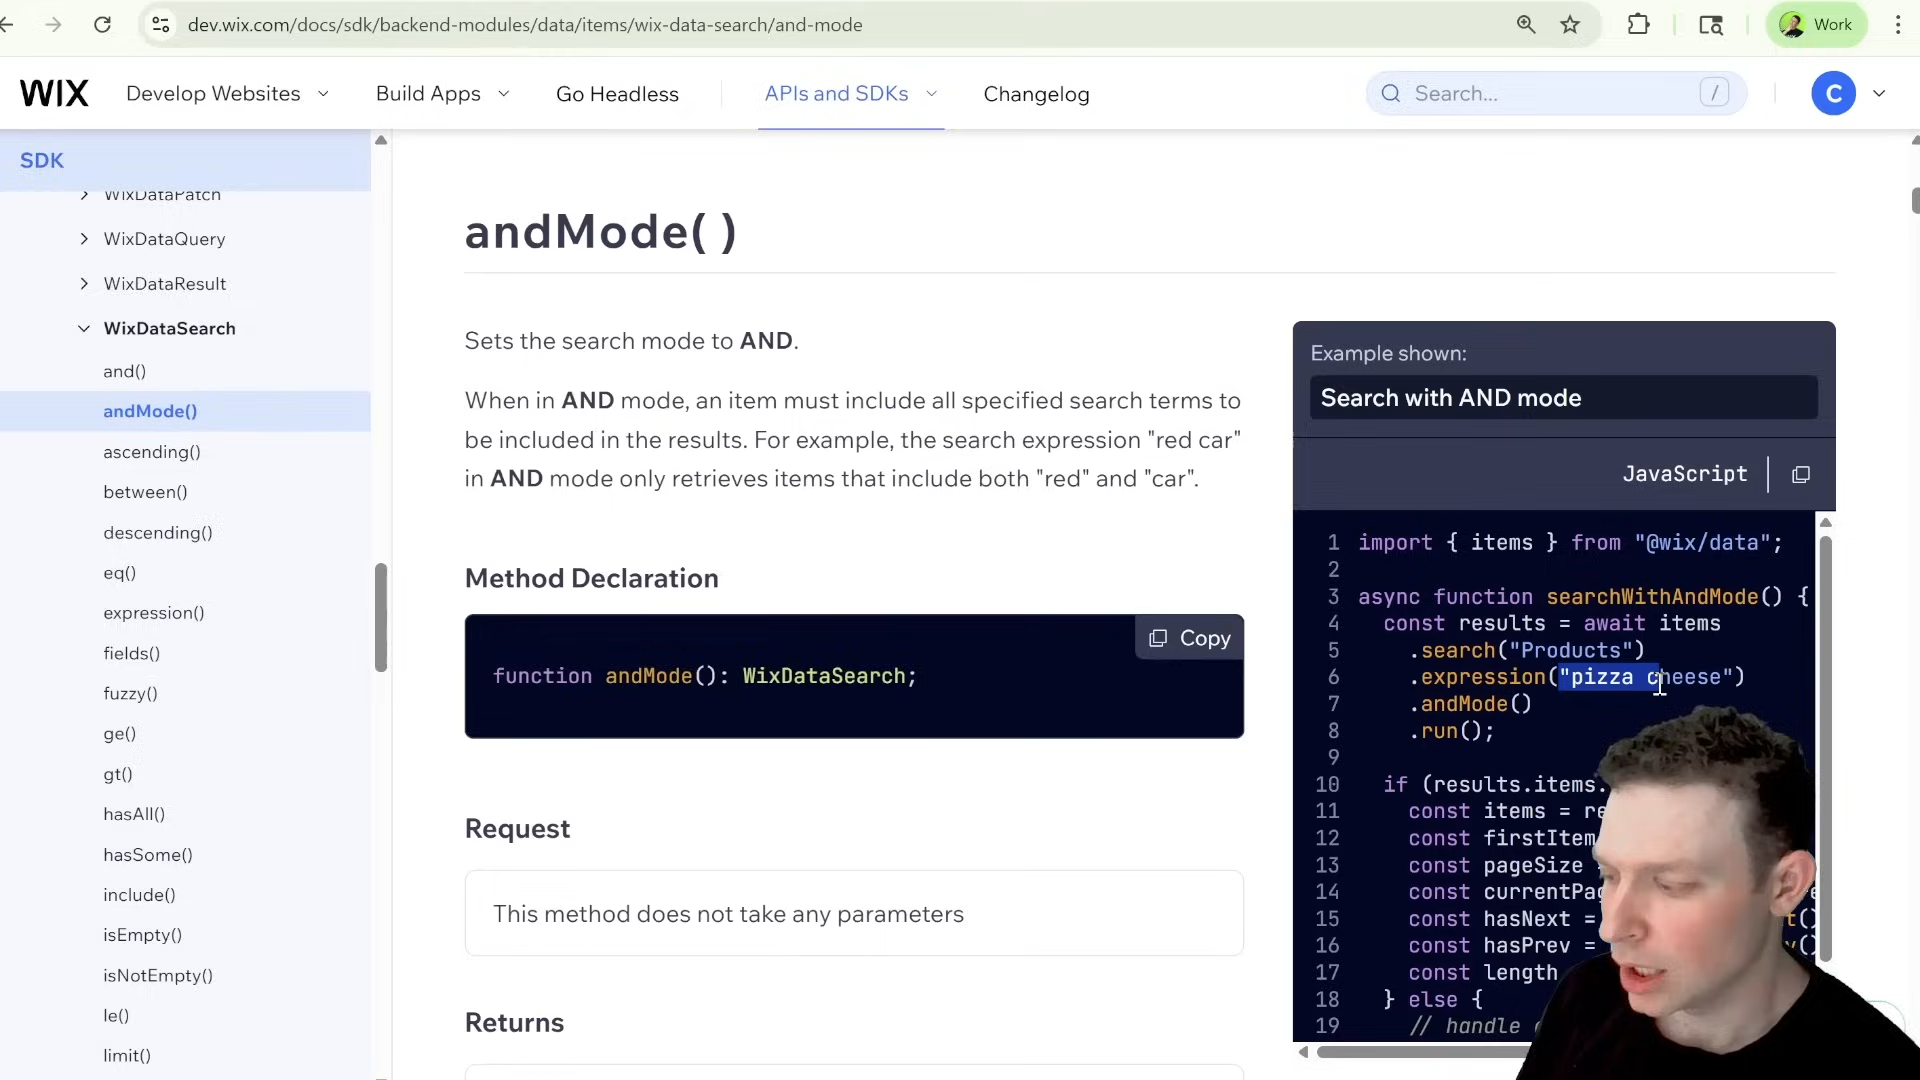 dev.wix.com/docs/sdk/backend-modules/data/items/wix-data-search/and-mode
Work
WIX
Develop Websites
Build Apps
Go Headless
APIs and SDKs
Changelog
Search...
/
C
SDK
WixDataPatch
WixDataQuery
WixDataResult
WixDataSearch
and()
andMode()
ascending()
between()
descending()
eq()
expression()
fields()
fuzzy()
ge()
gt()
hasAll()
hasSome()
include()
isEmpty()
isNotEmpty()
le()
limit()
andMode( )
Sets the search mode to AND.
When in AND mode, an item must include all specified search terms to
be included in the results. For example, the search expression "red car"
in AND mode only retrieves items that include both "red" and "car".
Method Declaration
Copy
function andMode(): WixDataSearch;
Request
This method does not take any parameters
Returns
Example shown:
Search with AND mode
JavaScript
1 import { items } from "@wix/data";
2
3 async function searchWithAndMode() {
4 const results = await items
5 .search("Products")
6 .expression("pizza cheese")
7 .andMode()
8 .run();
9
10 if (results.items.
11 const items =
12 const firstItem
13 const pageSize
14 const
15 const hasNext =
16 const hasPrev =
17 const length
18 } else {
19 // handle